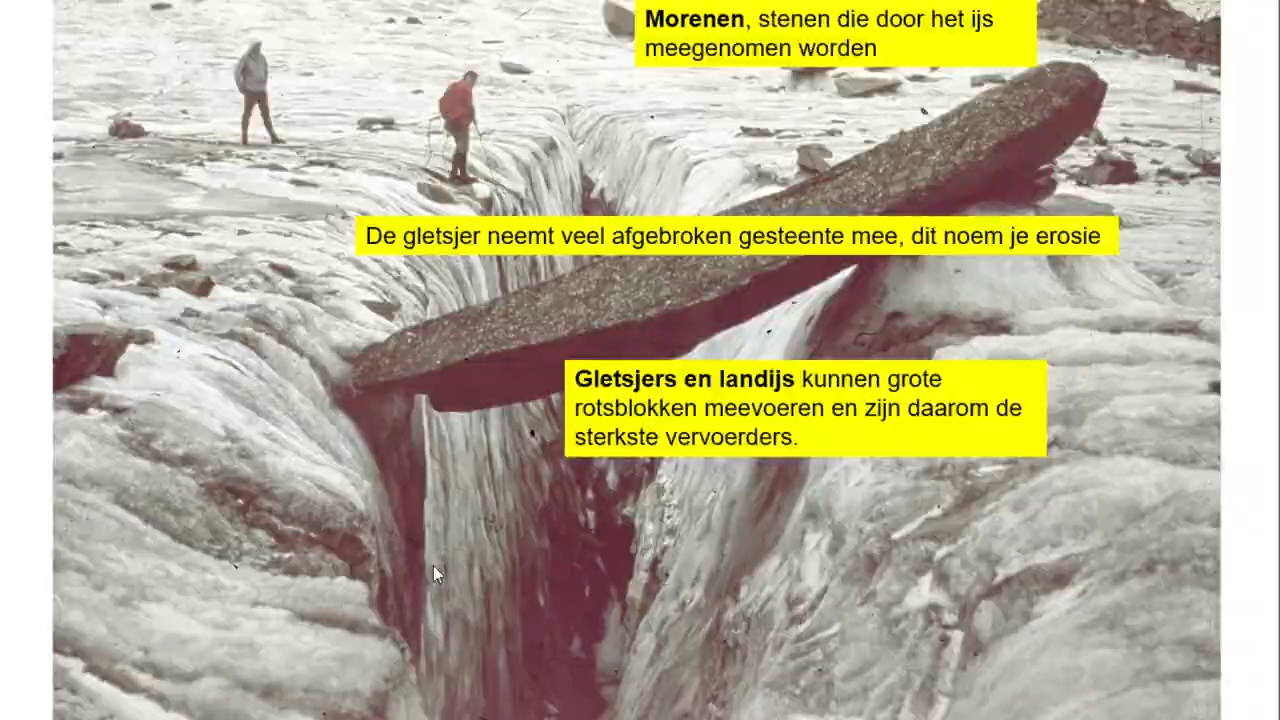 Morenen, stenen die door het ijs
meegenomen worden
De gletsjer neemt veel afgebroken gesteente mee, dit noem je erosie
Gletsjers en landijs kunnen grote
rotsblokken meevoeren en zijn daarom de
sterkste vervoerders.